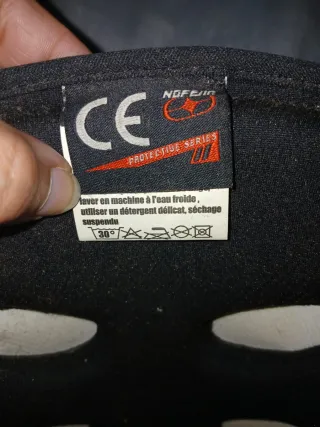 CE
NOFEAR
PROTECTIVE SERIES
laver en machine à l'eau froide ,
utiliser un détergent délicat, séchage
suspendu
30°